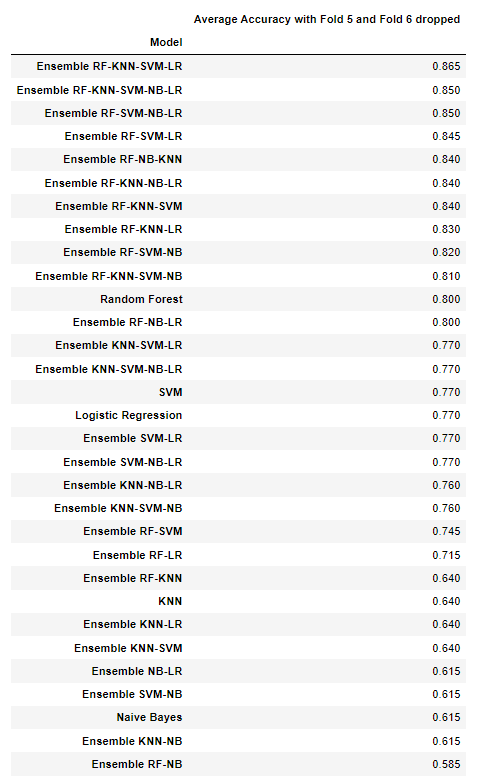 Average Accuracy with Fold 5 and Fold 6 dropped
Model
Ensemble RF-KNN-SVM-LR 0.865
Ensemble RF-KNN-SVM-NB-LR 0.850
Ensemble RF-SVM-NB-LR 0.850
Ensemble RF-SVM-LR 0.845
Ensemble RF-NB-KNN 0.840
Ensemble RF-KNN-NB-LR 0.840
Ensemble RF-KNN-SVM 0.840
Ensemble RF-KNN-LR 0.830
Ensemble RF-SVM-NB 0.820
Ensemble RF-KNN-SVM-NB 0.810
Random Forest 0.800
Ensemble RF-NB-LR 0.800
Ensemble KNN-SVM-LR 0.770
Ensemble KNN-SVM-NB-LR 0.770
SVM 0.770
Logistic Regression 0.770
Ensemble SVM-LR 0.770
Ensemble SVM-NB-LR 0.770
Ensemble KNN-NB-LR 0.760
Ensemble KNN-SVM-NB 0.760
Ensemble RF-SVM 0.745
Ensemble RF-LR 0.715
Ensemble RF-KNN 0.640
KNN 0.640
Ensemble KNN-LR 0.640
Ensemble KNN-SVM 0.640
Ensemble NB-LR 0.615
Ensemble SVM-NB 0.615
Naive Bayes 0.615
Ensemble KNN-NB 0.615
Ensemble RF-NB 0.585